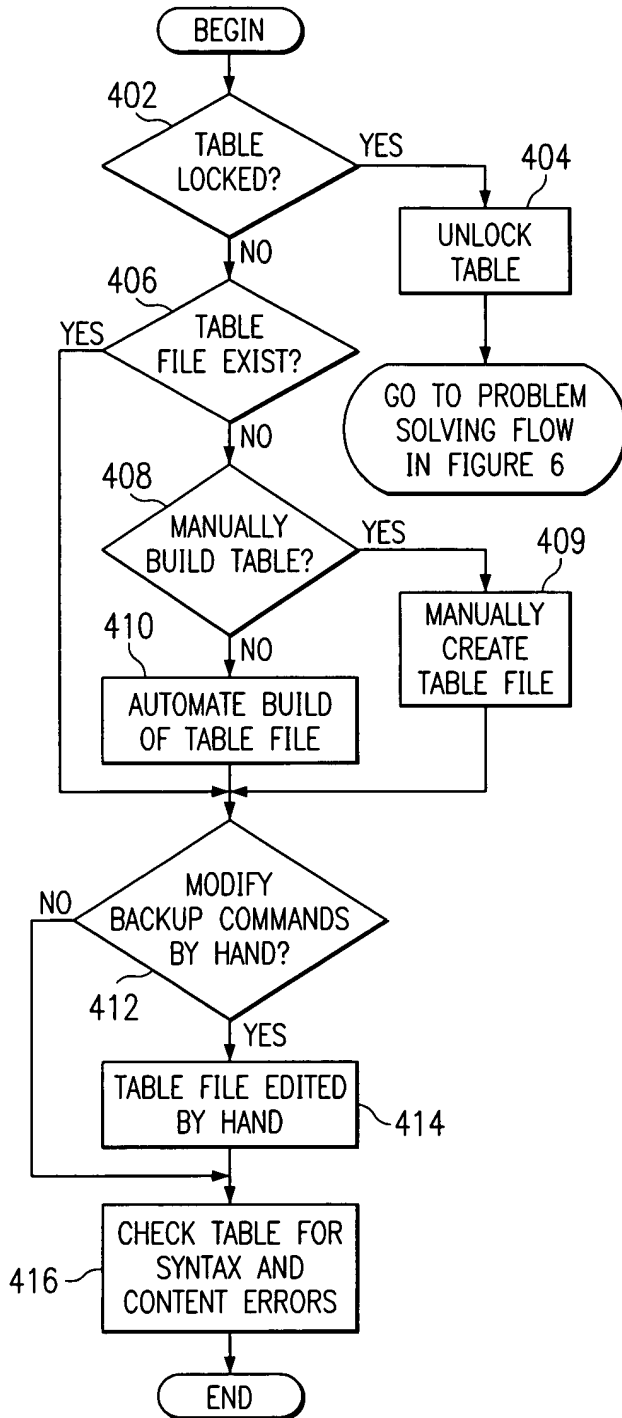 BEGIN
402
TABLE
LOCKED?
YES
404
UNLOCK
TABLE
NO
406
YES
TABLE
FILE EXIST?
GO TO PROBLEM
SOLVING FLOW
IN FIGURE 6
NO
408
MANUALLY
BUILD TABLE?
YES
409
MANUALLY
CREATE
TABLE FILE
NO
410
AUTOMATE BUILD
OF TABLE FILE
MODIFY
BACKUP COMMANDS
BY HAND?
NO
412
YES
TABLE FILE EDITED
BY HAND
414
CHECK TABLE FOR
SYNTAX AND
CONTENT ERRORS
416
END